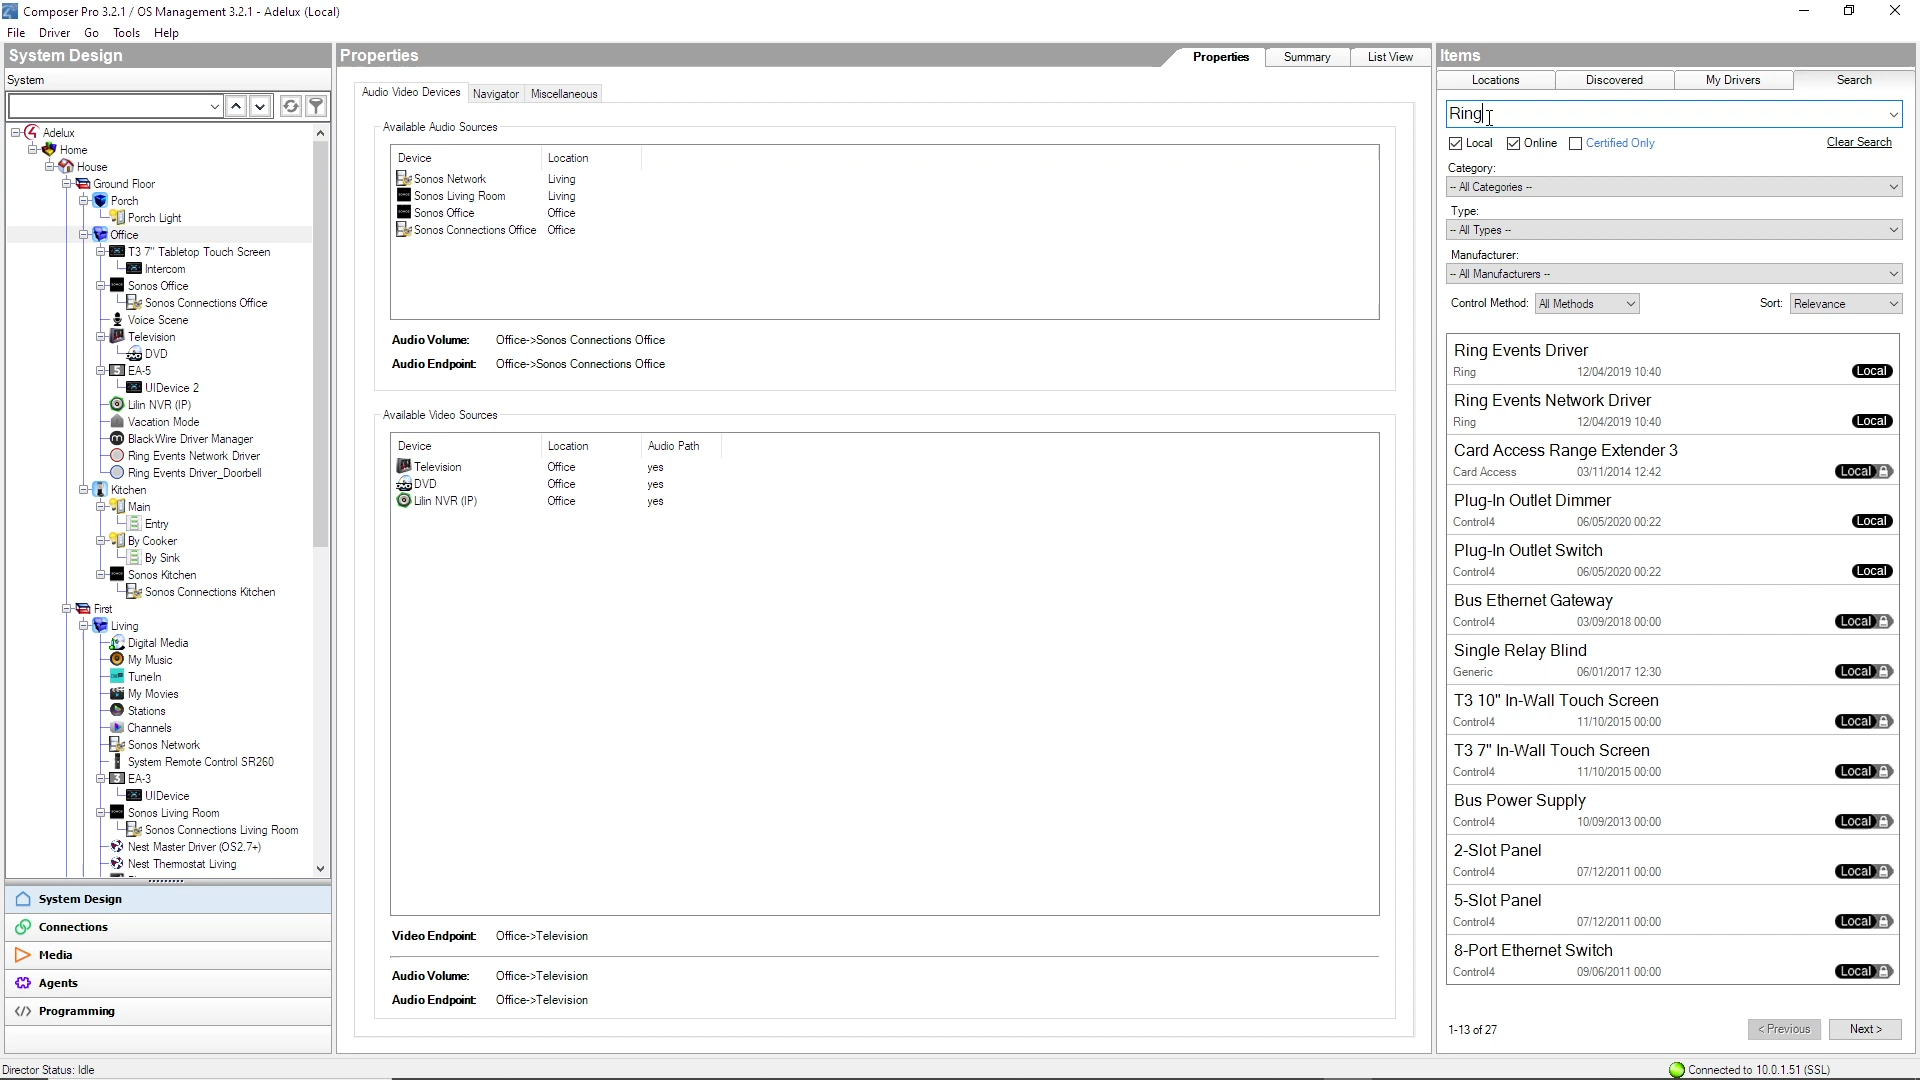 Composer Pro 3.2.1 / OS Management 3.2.1 - Adelux (Local)
File Driver Go Tools Help
System Design
System
Adelux
Home
House
Ground Floor
Porch
Porch Light
Office
T3 7" Tabletop Touch Screen
Intercom
Sonos Office
Sonos Connections Office
Voice Scene
Television
DVD
EA-5
UIDevice 2
Lilin NVR (IP)
Vacation Mode
BlackWire Driver Manager
Ring Events Network Driver
Ring Events Driver_Doorbell
Kitchen
Main
Entry
By Cooker
By Sink
Sonos Kitchen
Sonos Connections Kitchen
First
Living
Digital Media
My Music
TuneIn
My Movies
Stations
Channels
Sonos Network
System Remote Control SR260
EA-3
UIDevice
Sonos Living Room
Sonos Connections Living Room
Nest Master Driver (OS2.7+)
Nest Thermostat Living
System Design
Connections
Media
Agents
Programming
Properties
Properties Summary List View
Audio Video Devices Navigator Miscellaneous
Available Audio Sources
Device Location
Sonos Network Living
Sonos Living Room Living
Sonos Office Office
Sonos Connections Office Office
Audio Volume: Office->Sonos Connections Office
Audio Endpoint: Office->Sonos Connections Office
Available Video Sources
Device Location Audio Path
Television Office yes
DVD Office yes
Lilin NVR (IP) Office yes
Video Endpoint: Office->Television
Audio Volume: Office->Television
Audio Endpoint: Office->Television
Items
Locations Discovered My Drivers Search
Ring
Local Online Certified Only Clear Search
Category:
-- All Categories --
Type:
-- All Types --
Manufacturer:
-- All Manufacturers --
Control Method: All Methods Sort: Relevance
Ring Events Driver
Ring 12/04/2019 10:40 Local
Ring Events Network Driver
Ring 12/04/2019 10:40 Local
Card Access Range Extender 3
Card Access 03/11/2014 12:42 Local
Plug-In Outlet Dimmer
Control4 06/05/2020 00:22 Local
Plug-In Outlet Switch
Control4 06/05/2020 00:22 Local
Bus Ethernet Gateway
Control4 03/09/2018 00:00 Local
Single Relay Blind
Generic 06/01/2017 12:30 Local
T3 10" In-Wall Touch Screen
Control4 11/10/2015 00:00 Local
T3 7" In-Wall Touch Screen
Control4 11/10/2015 00:00 Local
Bus Power Supply
Control4 10/09/2013 00:00 Local
2-Slot Panel
Control4 07/12/2011 00:00 Local
5-Slot Panel
Control4 07/12/2011 00:00 Local
8-Port Ethernet Switch
Control4 09/06/2011 00:00 Local
1-13 of 27 < Previous Next >
Director Status: Idle
Connected to 10.0.1.51 (SSL)